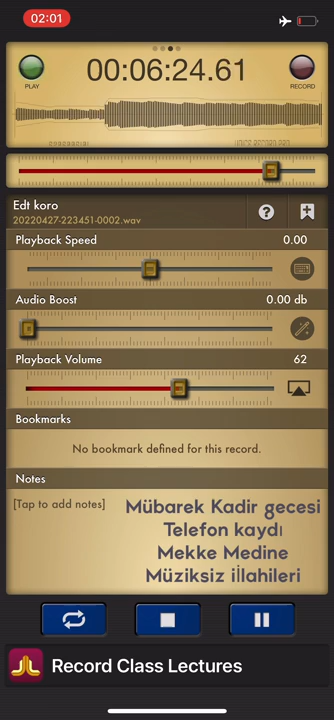 02:01
00:06:24.61
PLAY
RECORD
Edt koro
20220427-223451-0002.wav
Playback Speed
0.00
Audio Boost
0.00 db
Playback Volume
62
Bookmarks
No bookmark defined for this record.
Notes
[Tap to add notes]
Mübarek Kadir gecesi
Telefon kaydı
Mekke Medine
Müziksiz iİlahileri
Record Class Lectures